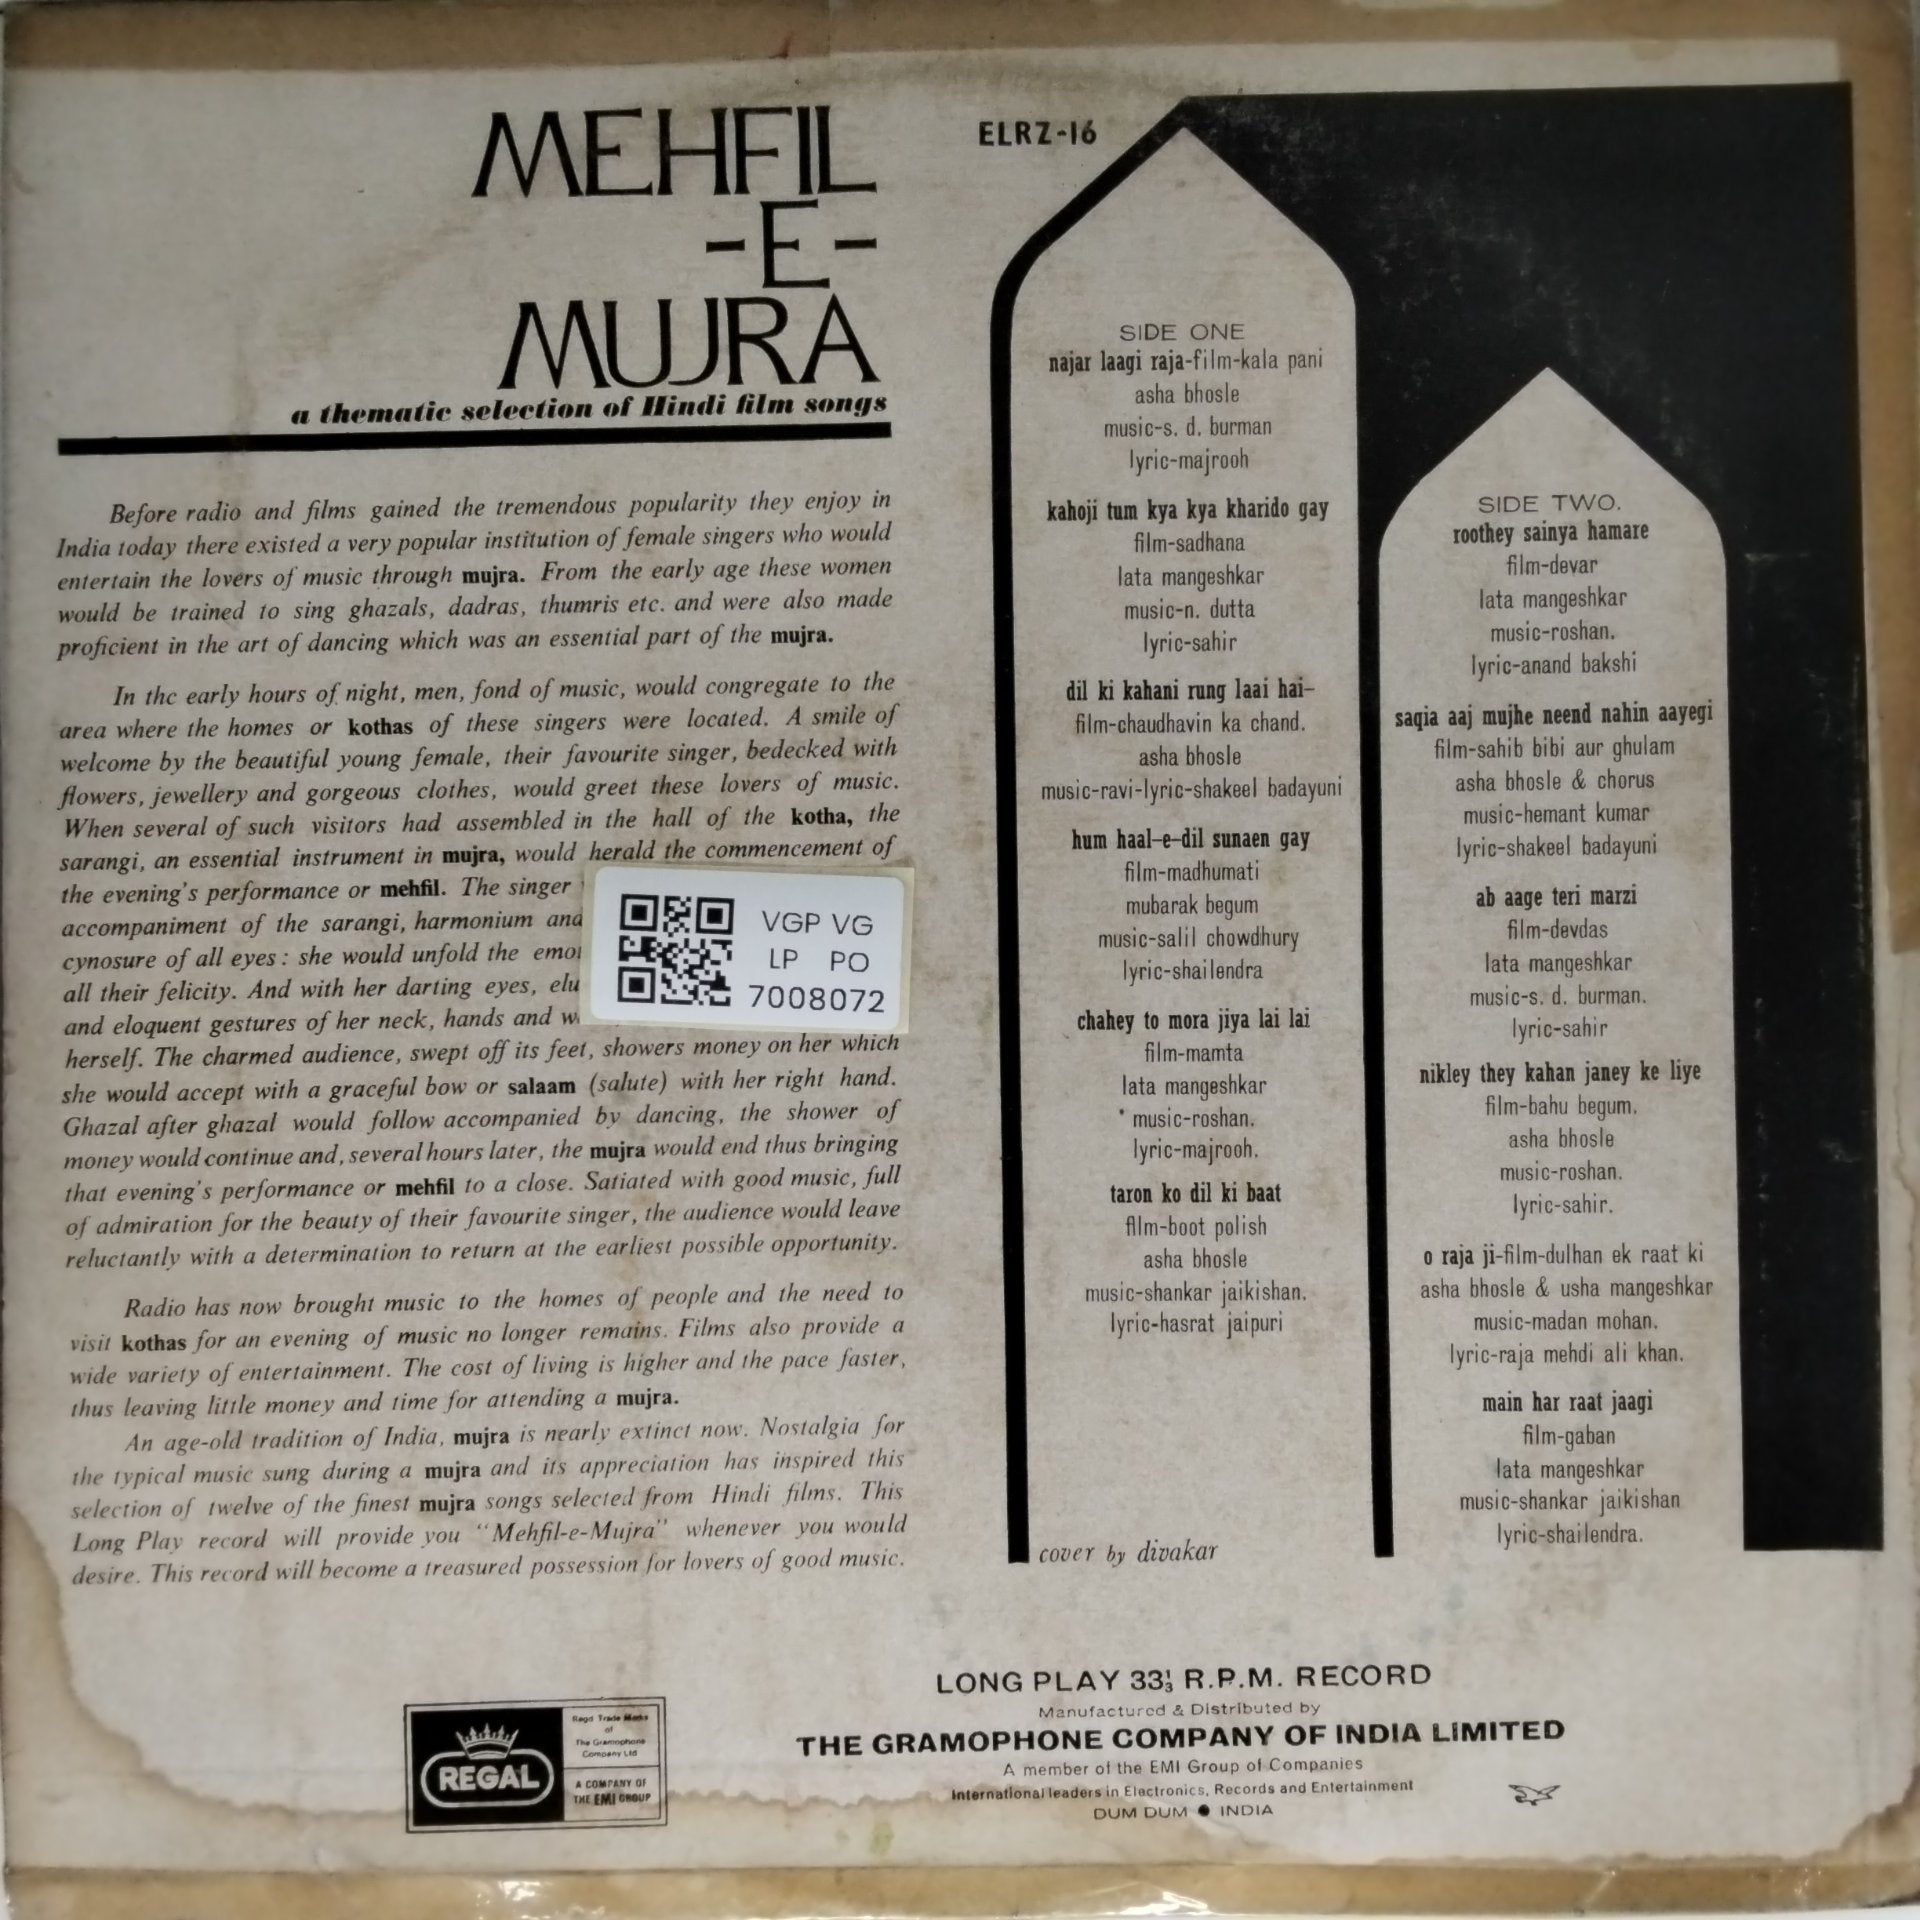 MEHFIL
-E-
MUJRA
a thematic selection of Hindi film songs
Before radio and films gained the tremendous popularity they enjoy in
India today there existed a very popular institution of female singers who would
entertain the lovers of music through mujra. From the early age these women
would be trained to sing ghazals, dadras, thumris etc. and were also made
proficient in the art of dancing which was an essential part of the mujra.
In the early hours of night, men, fond of music, would congregate to the
area where the homes or kothas of these singers were located. A smile of
welcome by the beautiful young female, their favourite singer, bedecked with
flowers, jewellery and gorgeous clothes, would greet these lovers of music.
When several of such visitors had assembled in the hall of the kotha, the
sarangi, an essential instrument in mujra, would herald the commencement of
the evening's performance or mehfil. The singer
accompaniment of the sarangi, harmonium and
cynosure of all eyes: she would unfold the
all their felicity. And with her darting eyes,
and eloquent gestures of her neck, hands and
herself. The charmed audience, swept off its feet, showers money on her which
she would accept with a graceful bow or salaam (salute) with her right hand.
Ghazal after ghazal would follow accompanied by dancing, the shower of
money would continue and, several hours later, the mujra would end thus bringing
that evening's performance or mehfil to a close. Satiated with good music, full
of admiration for the beauty of their favourite singer, the audience would leave
reluctantly with a determination to return at the earliest possible opportunity.
Radio has now brought music to the homes of people and the need to
visit kothas for an evening of music no longer remains. Films also provide a
wide variety of entertainment. The cost of living is higher and the pace faster,
thus leaving little money and time for attending a mujra.
An age-old tradition of India, mujra is nearly extinct now. Nostalgia for
the typical music sung during a mujra and its appreciation has inspired this
selection of twelve of the finest mujra songs selected from Hindi films. This
Long Play record will provide you "Mehfil-e-Mujra" whenever you would
desire. This record will become a treasured possession for lovers of good music.
VGP VG
LP PO
7008072
ELRZ-16
SIDE ONE
najar laagi raja-film-kala pani
asha bhosle
music-s. d. burman
lyric-majrooh
kahoji tum kya kya kharido gay
film-sadhana
lata mangeshkar
music-n. dutta
lyric-sahir
dil ki kahani rung laai hai-
film-chaudhavin ka chand.
asha bhosle
music-ravi-lyric-shakeel badayuni
hum haal-e-dil sunaen gay
film-madhumati
mubarak begum
music-salil chowdhury
lyric-shailendra
chahey to mora jiya lai lai
film-mamta
lata mangeshkar
music-roshan.
lyric-majrooh.
taron ko dil ki baat
film-boot polish
asha bhosle
music-shankar jaikishan.
lyric-hasrat jaipuri
cover by divakar
SIDE TWO.
roothey sainya hamare
film-devar
lata mangeshkar
music-roshan.
lyric-anand bakshi
saqia aaj mujhe neend nahin aayegi
film-sahib bibi aur ghulam
asha bhosle & chorus
music-hemant kumar
lyric-shakeel badayuni
ab aage teri marzi
film-devdas
lata mangeshkar
music-s. d. burman.
lyric-sahir
nikley they kahan janey ke liye
film-bahu begum.
asha bhosle
music-roshan.
lyric-sahir.
o raja ji-film-dulhan ek raat ki
asha bhosle & usha mangeshkar
music-madan mohan.
lyric-raja mehdi ali khan.
main har raat jaagi
film-gaban
lata mangeshkar
music-shankar jaikishan
lyric-shailendra.
REGAL
Regd Trade Marks
of
The Gramophone
Company Ltd
A COMPANY OF
THE EMI GROUP
LONG PLAY 33⅓ R.P.M. RECORD
Manufactured & Distributed by
THE GRAMOPHONE COMPANY OF INDIA LIMITED
A member of the EMI Group of Companies
International leaders in Electronics, Records and Entertainment
DUM DUM ● INDIA